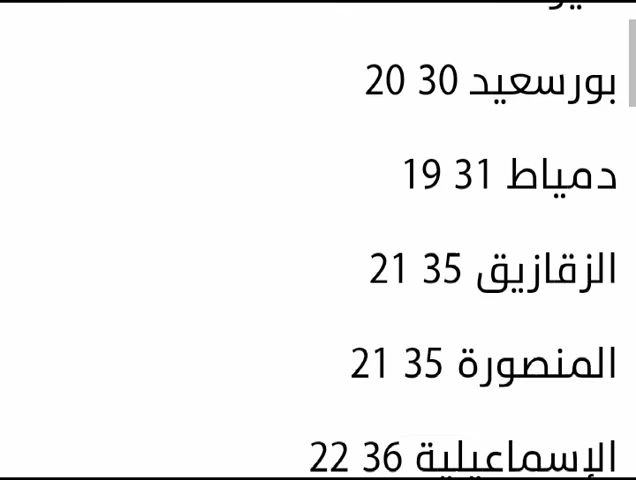 بورسعيد 30 20
دمياط 31 19
الزقازيق 35 21
المنصورة 35 21
الإسماعيلية 36 22